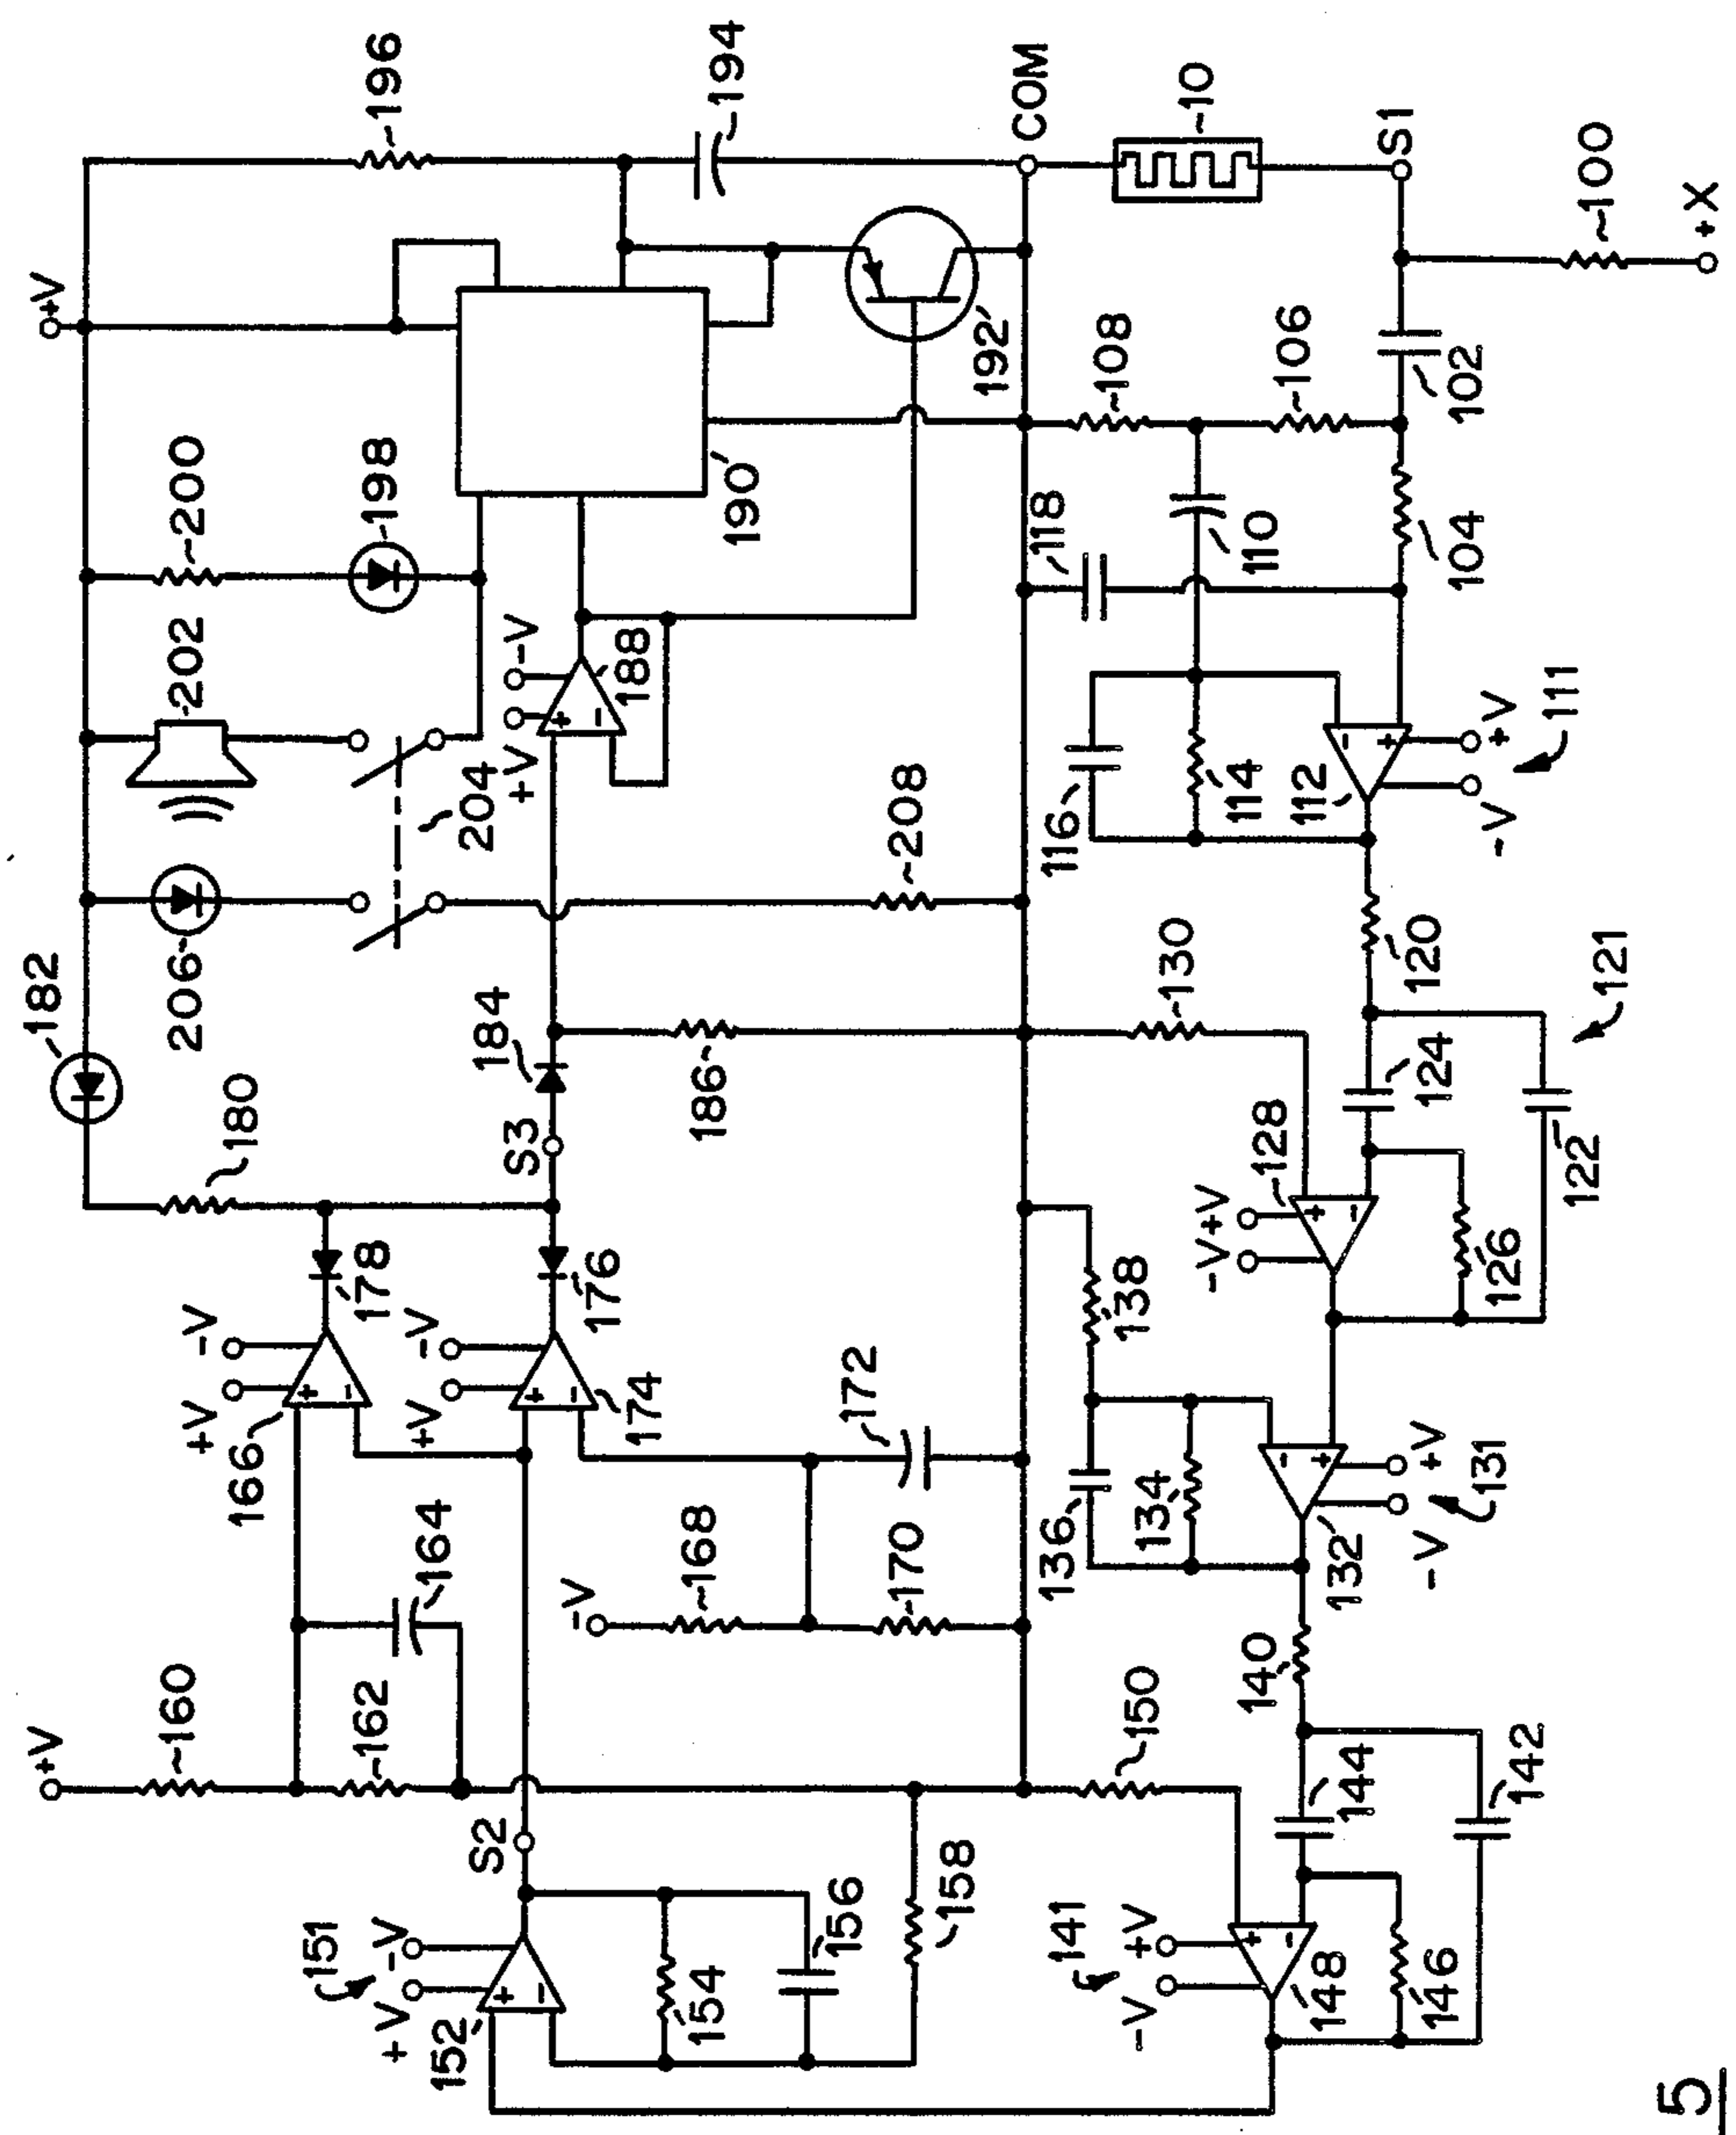 +V
196
194
COM
10
S1
100
+X
200
198
190'
192'
108
106
102
118
110
104
202
-V
+V
188
204
206
208
116
114
112
+V
-V
111
182
184
186
130
120
121
124
122
180
S3
128
-V
+V
126
178
176
138
-V
+V
166
-V
+V
174
172
136
134
132
+V
-V
131
164
168
170
-V
+V
160
162
150
140
144
142
S2
158
156
154
151
-V
+V
152
141
+V
-V
148
146
5